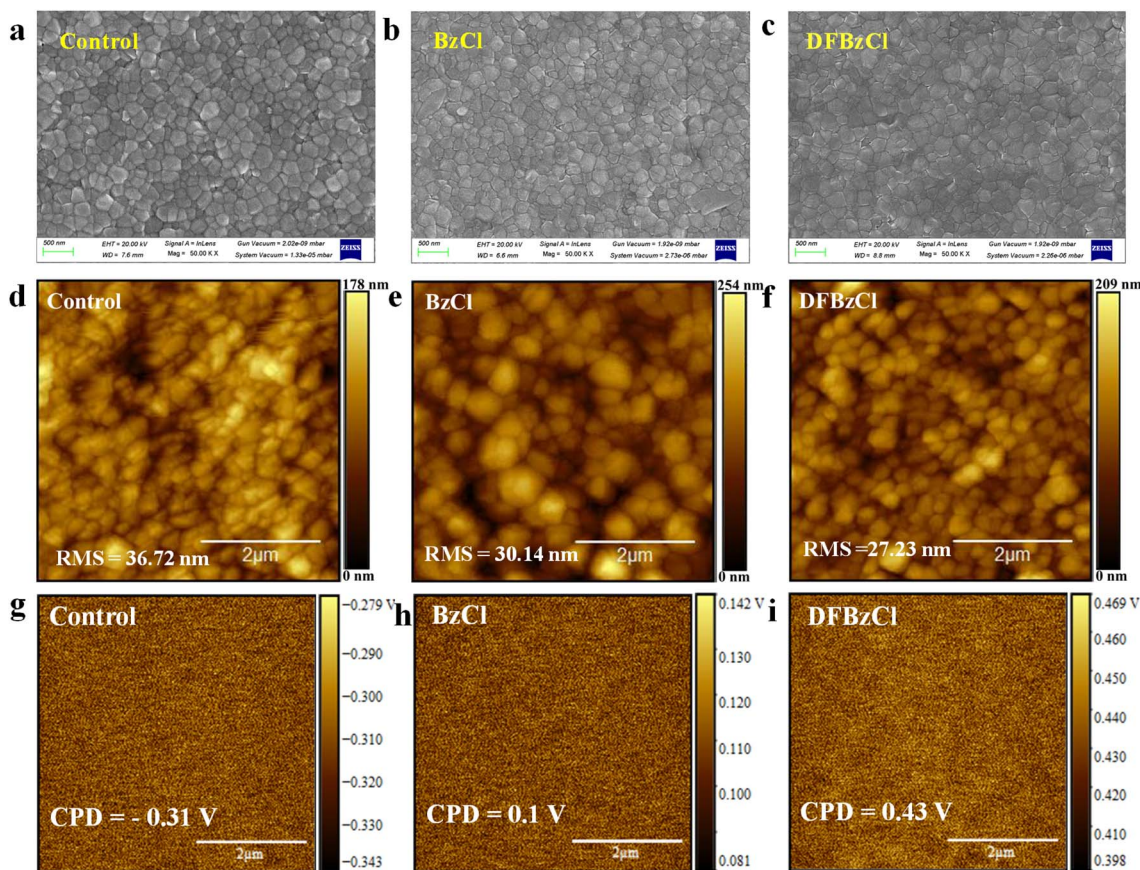 a
Control
500 nm
EHT = 20.00 kV Signal A = InLens Gun Vacuum = 2.02e-09 mbar
WD = 7.6 mm Mag = 50.00 K X System Vacuum = 1.33e-05 mbar
ZEISS
b
BzCl
500 nm
EHT = 20.00 kV Signal A = InLens Gun Vacuum = 1.92e-09 mbar
WD = 6.6 mm Mag = 50.00 K X System Vacuum = 2.73e-06 mbar
ZEISS
c
DFBzCl
500 nm
EHT = 20.00 kV Signal A = InLens Gun Vacuum = 1.92e-09 mbar
WD = 8.8 mm Mag = 50.00 K X System Vacuum = 2.26e-06 mbar
ZEISS
d
Control
RMS = 36.72 nm
2µm
178 nm
0 nm
e
BzCl
RMS = 30.14 nm
2µm
254 nm
0 nm
f
DFBzCl
RMS =27.23 nm
2µm
209 nm
0 nm
g
Control
CPD = - 0.31 V
2µm
−0.279 V
−0.290
−0.300
−0.310
−0.320
−0.330
−0.343
h
BzCl
CPD = 0.1 V
2µm
0.142 V
0.130
0.120
0.110
0.100
0.081
i
DFBzCl
CPD = 0.43 V
2µm
0.469 V
0.460
0.450
0.440
0.430
0.420
0.410
0.398